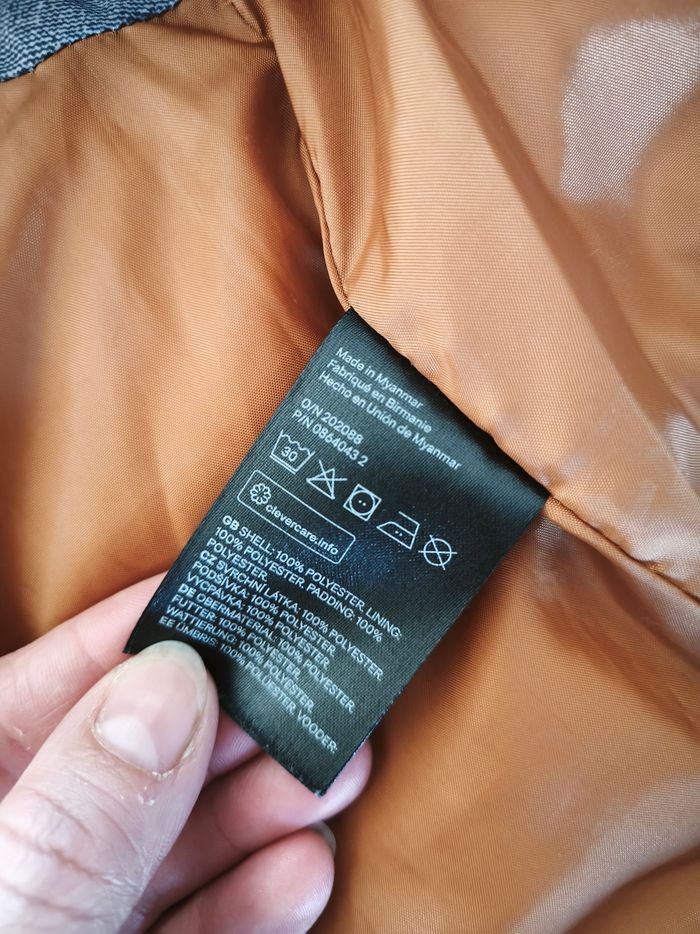 Made in Myanmar
Fabriqué en Birmanie
Hecho en Unión de Myanmar
O/N 202088
P/N 0864043 2
30
clevercare.info
GB SHELL: 100% POLYESTER. LINING:
100% POLYESTER. PADDING: 100%
POLYESTER.
CZ SVRCHNÍ LÁTKA: 100% POLYESTER.
PODŠÍVKA: 100% POLYESTER.
VYCPÁVKA: 100% POLYESTER.
DE OBERMATERIAL: 100% POLYESTER.
FUTTER: 100% POLYESTER.
WATTIERUNG: 100% POLYESTER.
EE ÜMBRIS: 100% POLYESTER. VOODER: